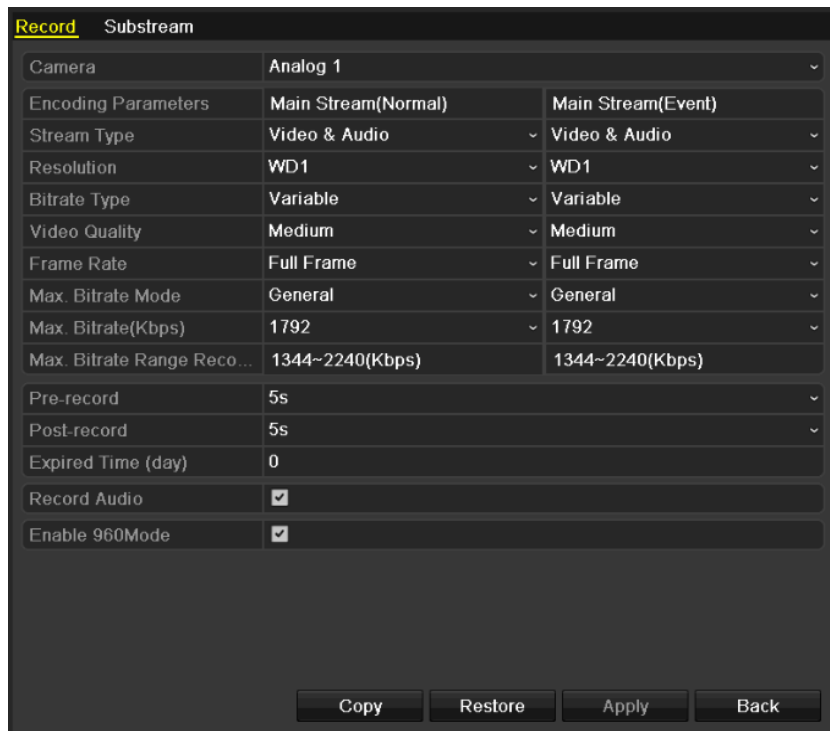 Record Substream
Camera Analog 1
Encoding Parameters Main Stream(Normal) Main Stream(Event)
Stream Type Video & Audio Video & Audio
Resolution WD1 WD1
Bitrate Type Variable Variable
Video Quality Medium Medium
Frame Rate Full Frame Full Frame
Max. Bitrate Mode General General
Max. Bitrate(Kbps) 1792 1792
Max. Bitrate Range Reco... 1344~2240(Kbps) 1344~2240(Kbps)
Pre-record 5s
Post-record 5s
Expired Time (day) 0
Record Audio
Enable 960Mode
Copy Restore Apply Back